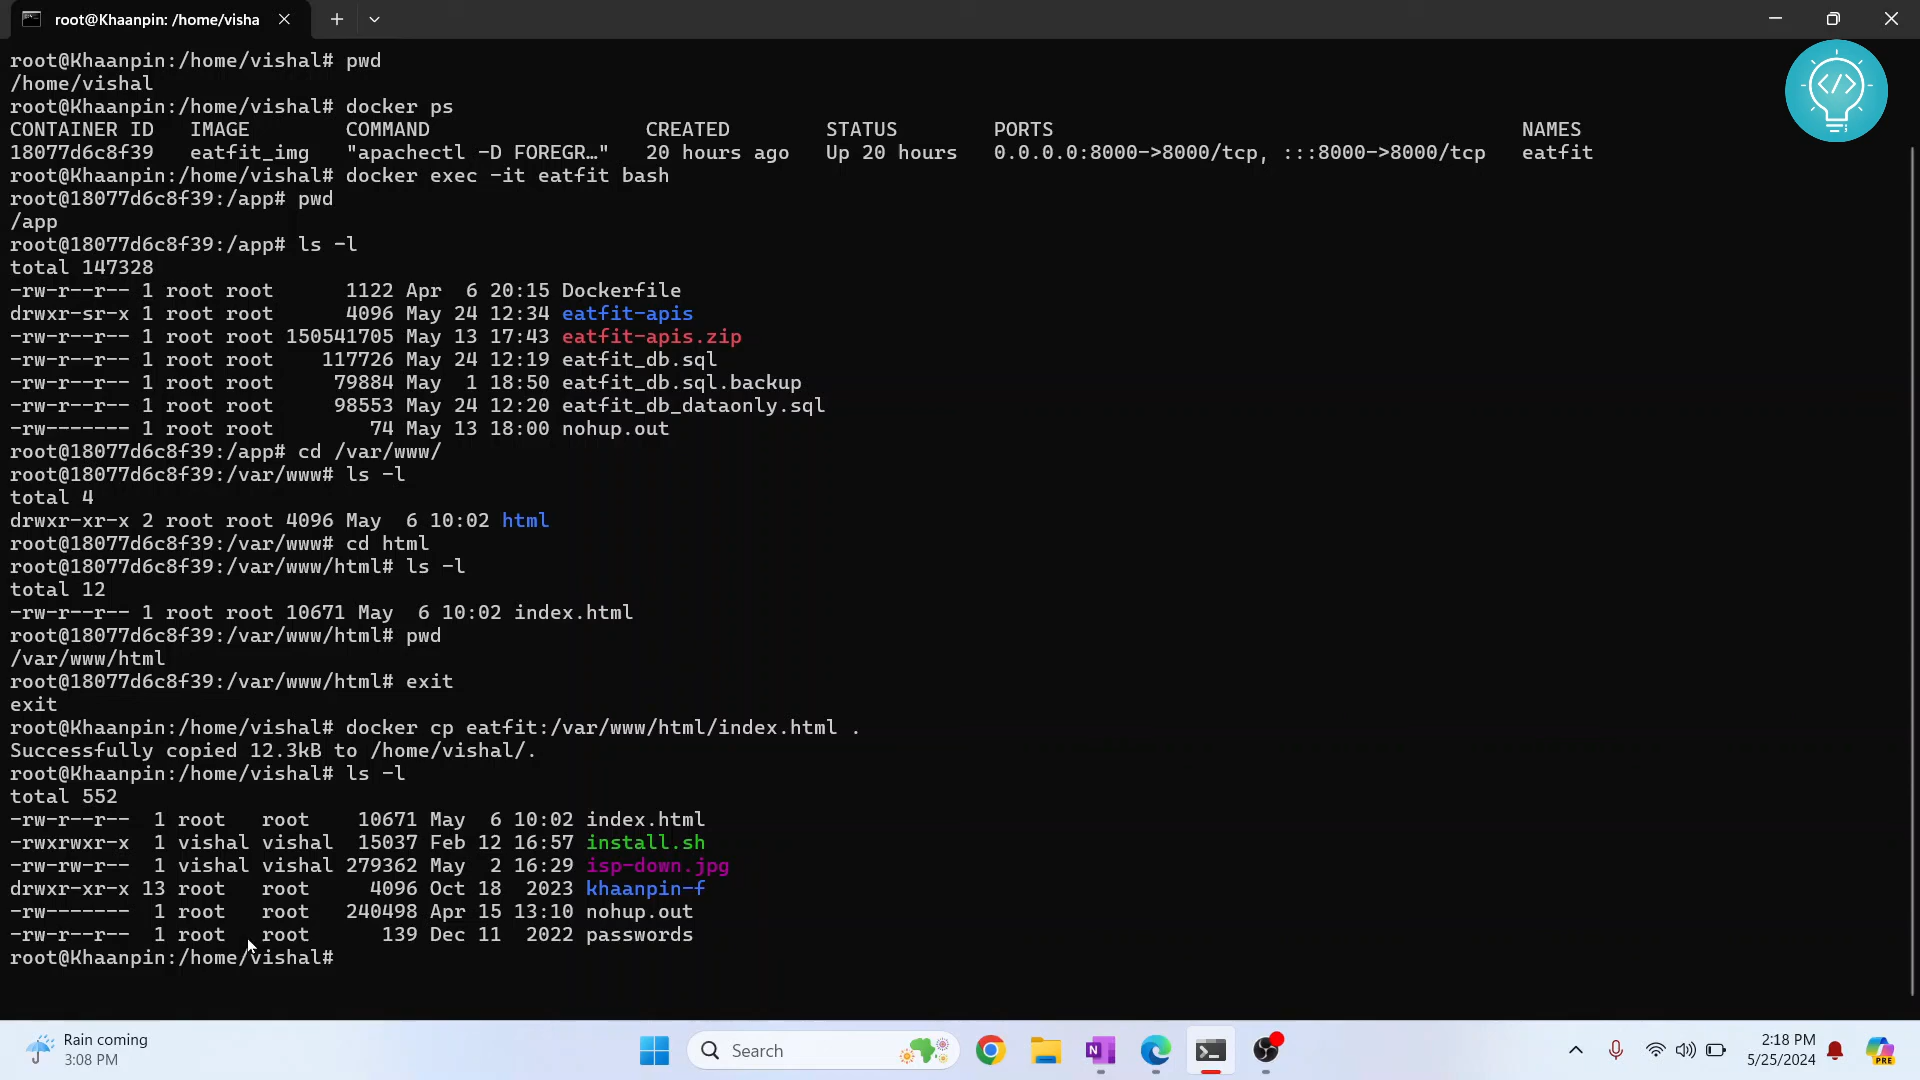 root@Khaanpin: /home/visha
root@Khaanpin:/home/vishal# pwd
/home/vishal
root@Khaanpin:/home/vishal# docker ps
CONTAINER ID   IMAGE        COMMAND                  CREATED        STATUS        PORTS                                       NAMES
18077d6c8f39   eatfit_img   "apachectl -D FOREGR…"   20 hours ago   Up 20 hours   0.0.0.0:8000->8000/tcp, :::8000->8000/tcp   eatfit
root@Khaanpin:/home/vishal# docker exec -it eatfit bash
root@18077d6c8f39:/app# pwd
/app
root@18077d6c8f39:/app# ls -l
total 147328
-rw-r--r-- 1 root root      1122 Apr  6 20:15 Dockerfile
drwxr-sr-x 1 root root      4096 May 24 12:34 eatfit-apis
-rw-r--r-- 1 root root 150541705 May 13 17:43 eatfit-apis.zip
-rw-r--r-- 1 root root    117726 May 24 12:19 eatfit_db.sql
-rw-r--r-- 1 root root     79884 May  1 18:50 eatfit_db.sql.backup
-rw-r--r-- 1 root root     98553 May 24 12:20 eatfit_db_dataonly.sql
-rw------- 1 root root        74 May 13 18:00 nohup.out
root@18077d6c8f39:/app# cd /var/www/
root@18077d6c8f39:/var/www# ls -l
total 4
drwxr-xr-x 2 root root 4096 May  6 10:02 html
root@18077d6c8f39:/var/www# cd html
root@18077d6c8f39:/var/www/html# ls -l
total 12
-rw-r--r-- 1 root root 10671 May  6 10:02 index.html
root@18077d6c8f39:/var/www/html# pwd
/var/www/html
root@18077d6c8f39:/var/www/html# exit
exit
root@Khaanpin:/home/vishal# docker cp eatfit:/var/www/html/index.html .
Successfully copied 12.3kB to /home/vishal/.
root@Khaanpin:/home/vishal# ls -l
total 552
-rw-r--r--  1 root   root    10671 May  6 10:02 index.html
-rwxrwxr-x  1 vishal vishal  15037 Feb 12 16:57 install.sh
-rw-rw-r--  1 vishal vishal 279362 May  2 16:29 isp-down.jpg
drwxr-xr-x 13 root   root     4096 Oct 18  2023 khaanpin-f
-rw-------  1 root   root   240498 Apr 15 13:10 nohup.out
-rw-r--r--  1 root   root      139 Dec 11  2022 passwords
root@Khaanpin:/home/vishal#
Rain coming
3:08 PM
Search
2:18 PM
5/25/2024
PRE